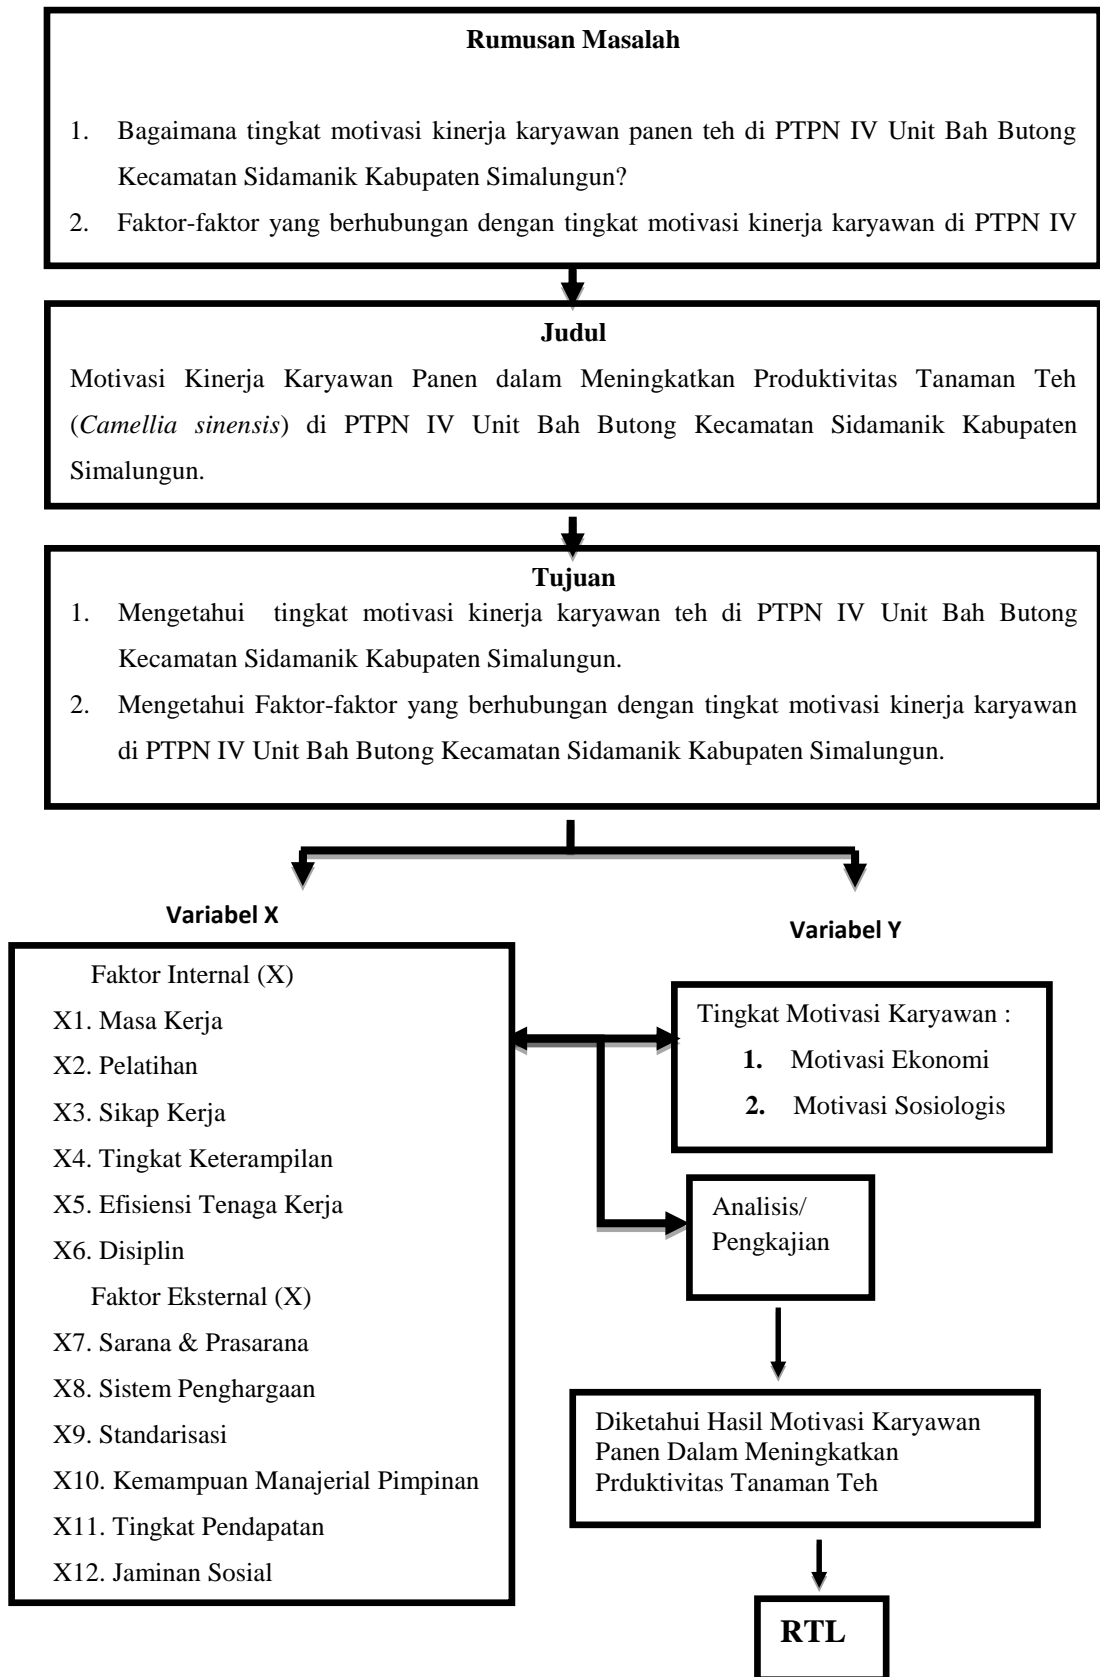 Rumusan Masalah
1. Bagaimana tingkat motivasi kinerja karyawan panen teh di PTPN IV Unit Bah Butong
Kecamatan Sidamanik Kabupaten Simalungun?
2. Faktor-faktor yang berhubungan dengan tingkat motivasi kinerja karyawan di PTPN IV
Judul
Motivasi Kinerja Karyawan Panen dalam Meningkatkan Produktivitas Tanaman Teh
(Camellia sinensis) di PTPN IV Unit Bah Butong Kecamatan Sidamanik Kabupaten
Simalungun.
Tujuan
1. Mengetahui tingkat motivasi kinerja karyawan teh di PTPN IV Unit Bah Butong
Kecamatan Sidamanik Kabupaten Simalungun.
2. Mengetahui Faktor-faktor yang berhubungan dengan tingkat motivasi kinerja karyawan
di PTPN IV Unit Bah Butong Kecamatan Sidamanik Kabupaten Simalungun.
Variabel X
Faktor Internal (X)
X1. Masa Kerja
X2. Pelatihan
X3. Sikap Kerja
X4. Tingkat Keterampilan
X5. Efisiensi Tenaga Kerja
X6. Disiplin
Faktor Eksternal (X)
X7. Sarana & Prasarana
X8. Sistem Penghargaan
X9. Standarisasi
X10. Kemampuan Manajerial Pimpinan
X11. Tingkat Pendapatan
X12. Jaminan Sosial
Variabel Y
Tingkat Motivasi Karyawan :
1. Motivasi Ekonomi
2. Motivasi Sosiologis
Analisis/
Pengkajian
Diketahui Hasil Motivasi Karyawan
Panen Dalam Meningkatkan
Prduktivitas Tanaman Teh
RTL